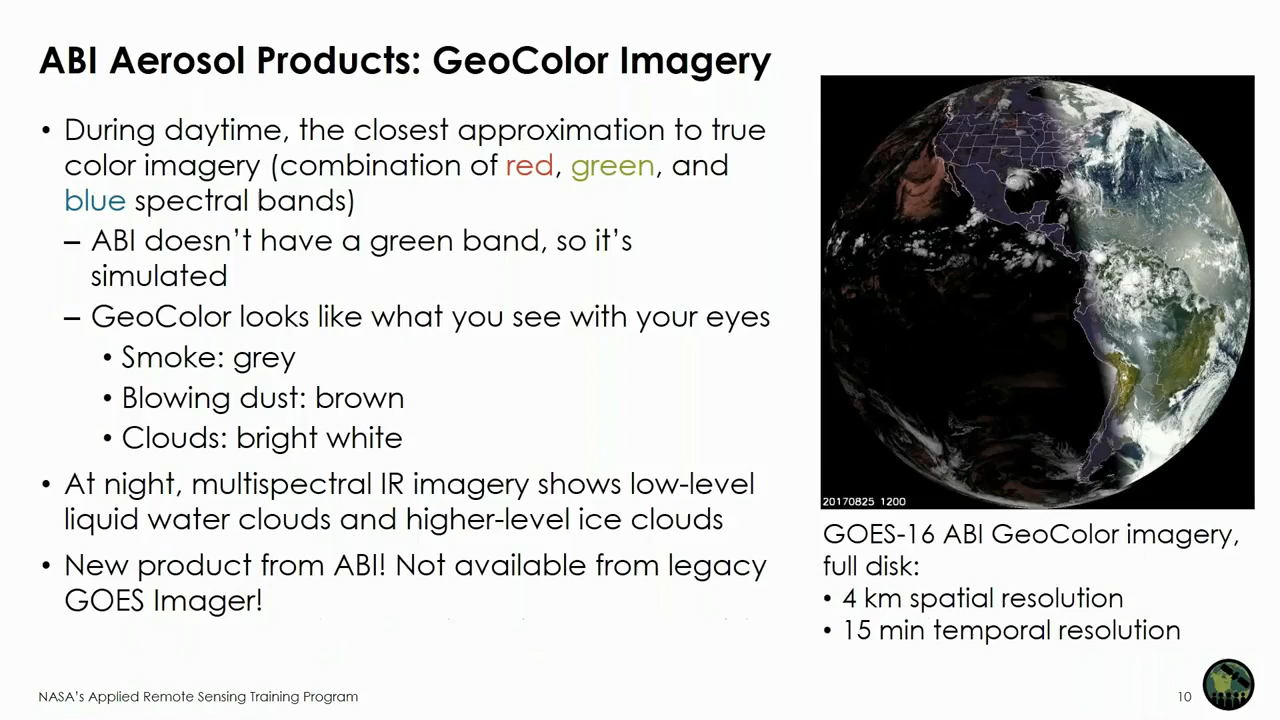 ABI Aerosol Products: GeoColor Imagery
• During daytime, the closest approximation to true
color imagery (combination of red, green, and
blue spectral bands)
– ABI doesn't have a green band, so it's
simulated
– GeoColor looks like what you see with your eyes
• Smoke: grey
• Blowing dust: brown
• Clouds: bright white
• At night, multispectral IR imagery shows low-level
liquid water clouds and higher-level ice clouds
• New product from ABI! Not available from legacy
GOES Imager!
20170825 1200
GOES-16 ABI GeoColor imagery,
full disk:
• 4 km spatial resolution
• 15 min temporal resolution
NASA's Applied Remote Sensing Training Program
10